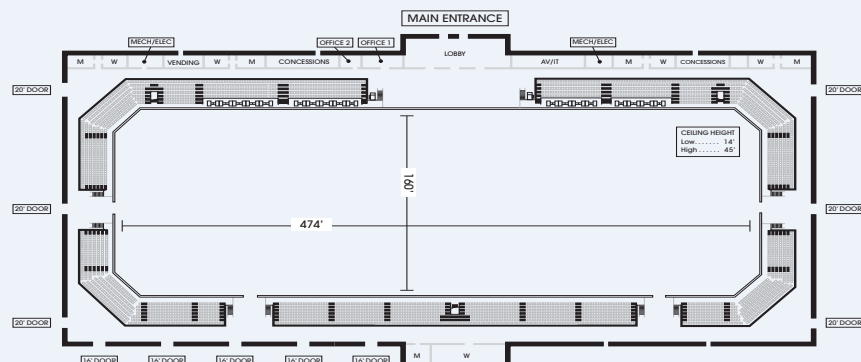 MAIN ENTRANCE
MECH/ELEC
OFFICE 2
OFFICE 1
MECH/ELEC
LOBBY
M
W
VENDING
W
M
CONCESSIONS
AV/IT
M
W
CONCESSIONS
W
M
20' DOOR
20' DOOR
CEILING HEIGHT
Low....... 14'
High...... 45'
160'
20' DOOR
474'
20' DOOR
20' DOOR
20' DOOR
16' DOOR
16' DOOR
16' DOOR
16' DOOR
16' DOOR
M
W